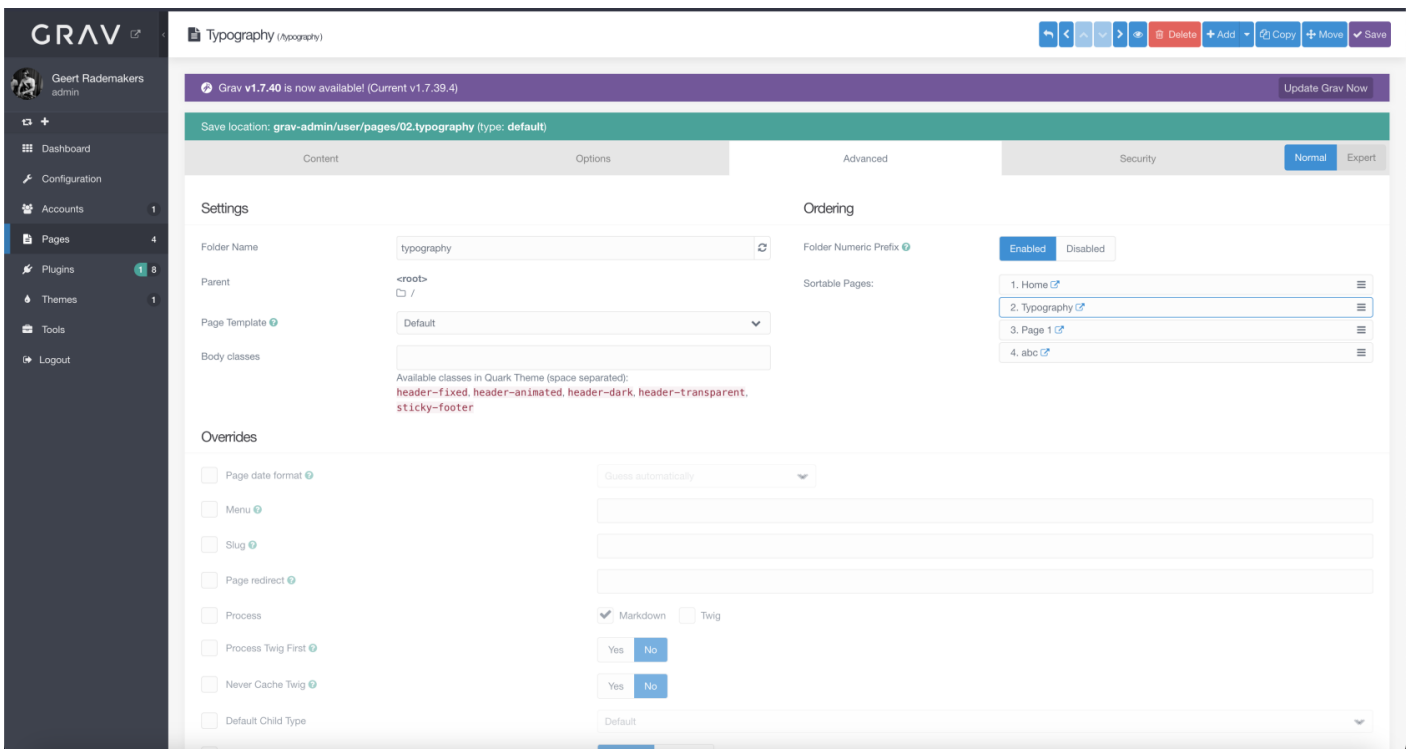 GRAV
Typography (/typography)
Delete
Add
Copy
Move
Save
Geert Rademakers
admin
Grav v1.7.40 is now available! (Current v1.7.39.4)
Update Grav Now
Save location: grav-admin/user/pages/02.typography (type: default)
Dashboard
Configuration
Accounts 1
Pages 4
Plugins 1 8
Themes 1
Tools
Logout
Content
Options
Advanced
Security
Normal
Expert
Settings
Folder Name
typography
Parent
<root>
/
Page Template
Default
Body classes
Available classes in Quark Theme (space separated):
header-fixed, header-animated, header-dark, header-transparent,
sticky-footer
Ordering
Folder Numeric Prefix
Enabled
Disabled
Sortable Pages:
1. Home
2. Typography
3. Page 1
4. abc
Overrides
Page date format
Guess automatically
Menu
Slug
Page redirect
Process
Markdown
Twig
Process Twig First
Yes
No
Never Cache Twig
Yes
No
Default Child Type
Default